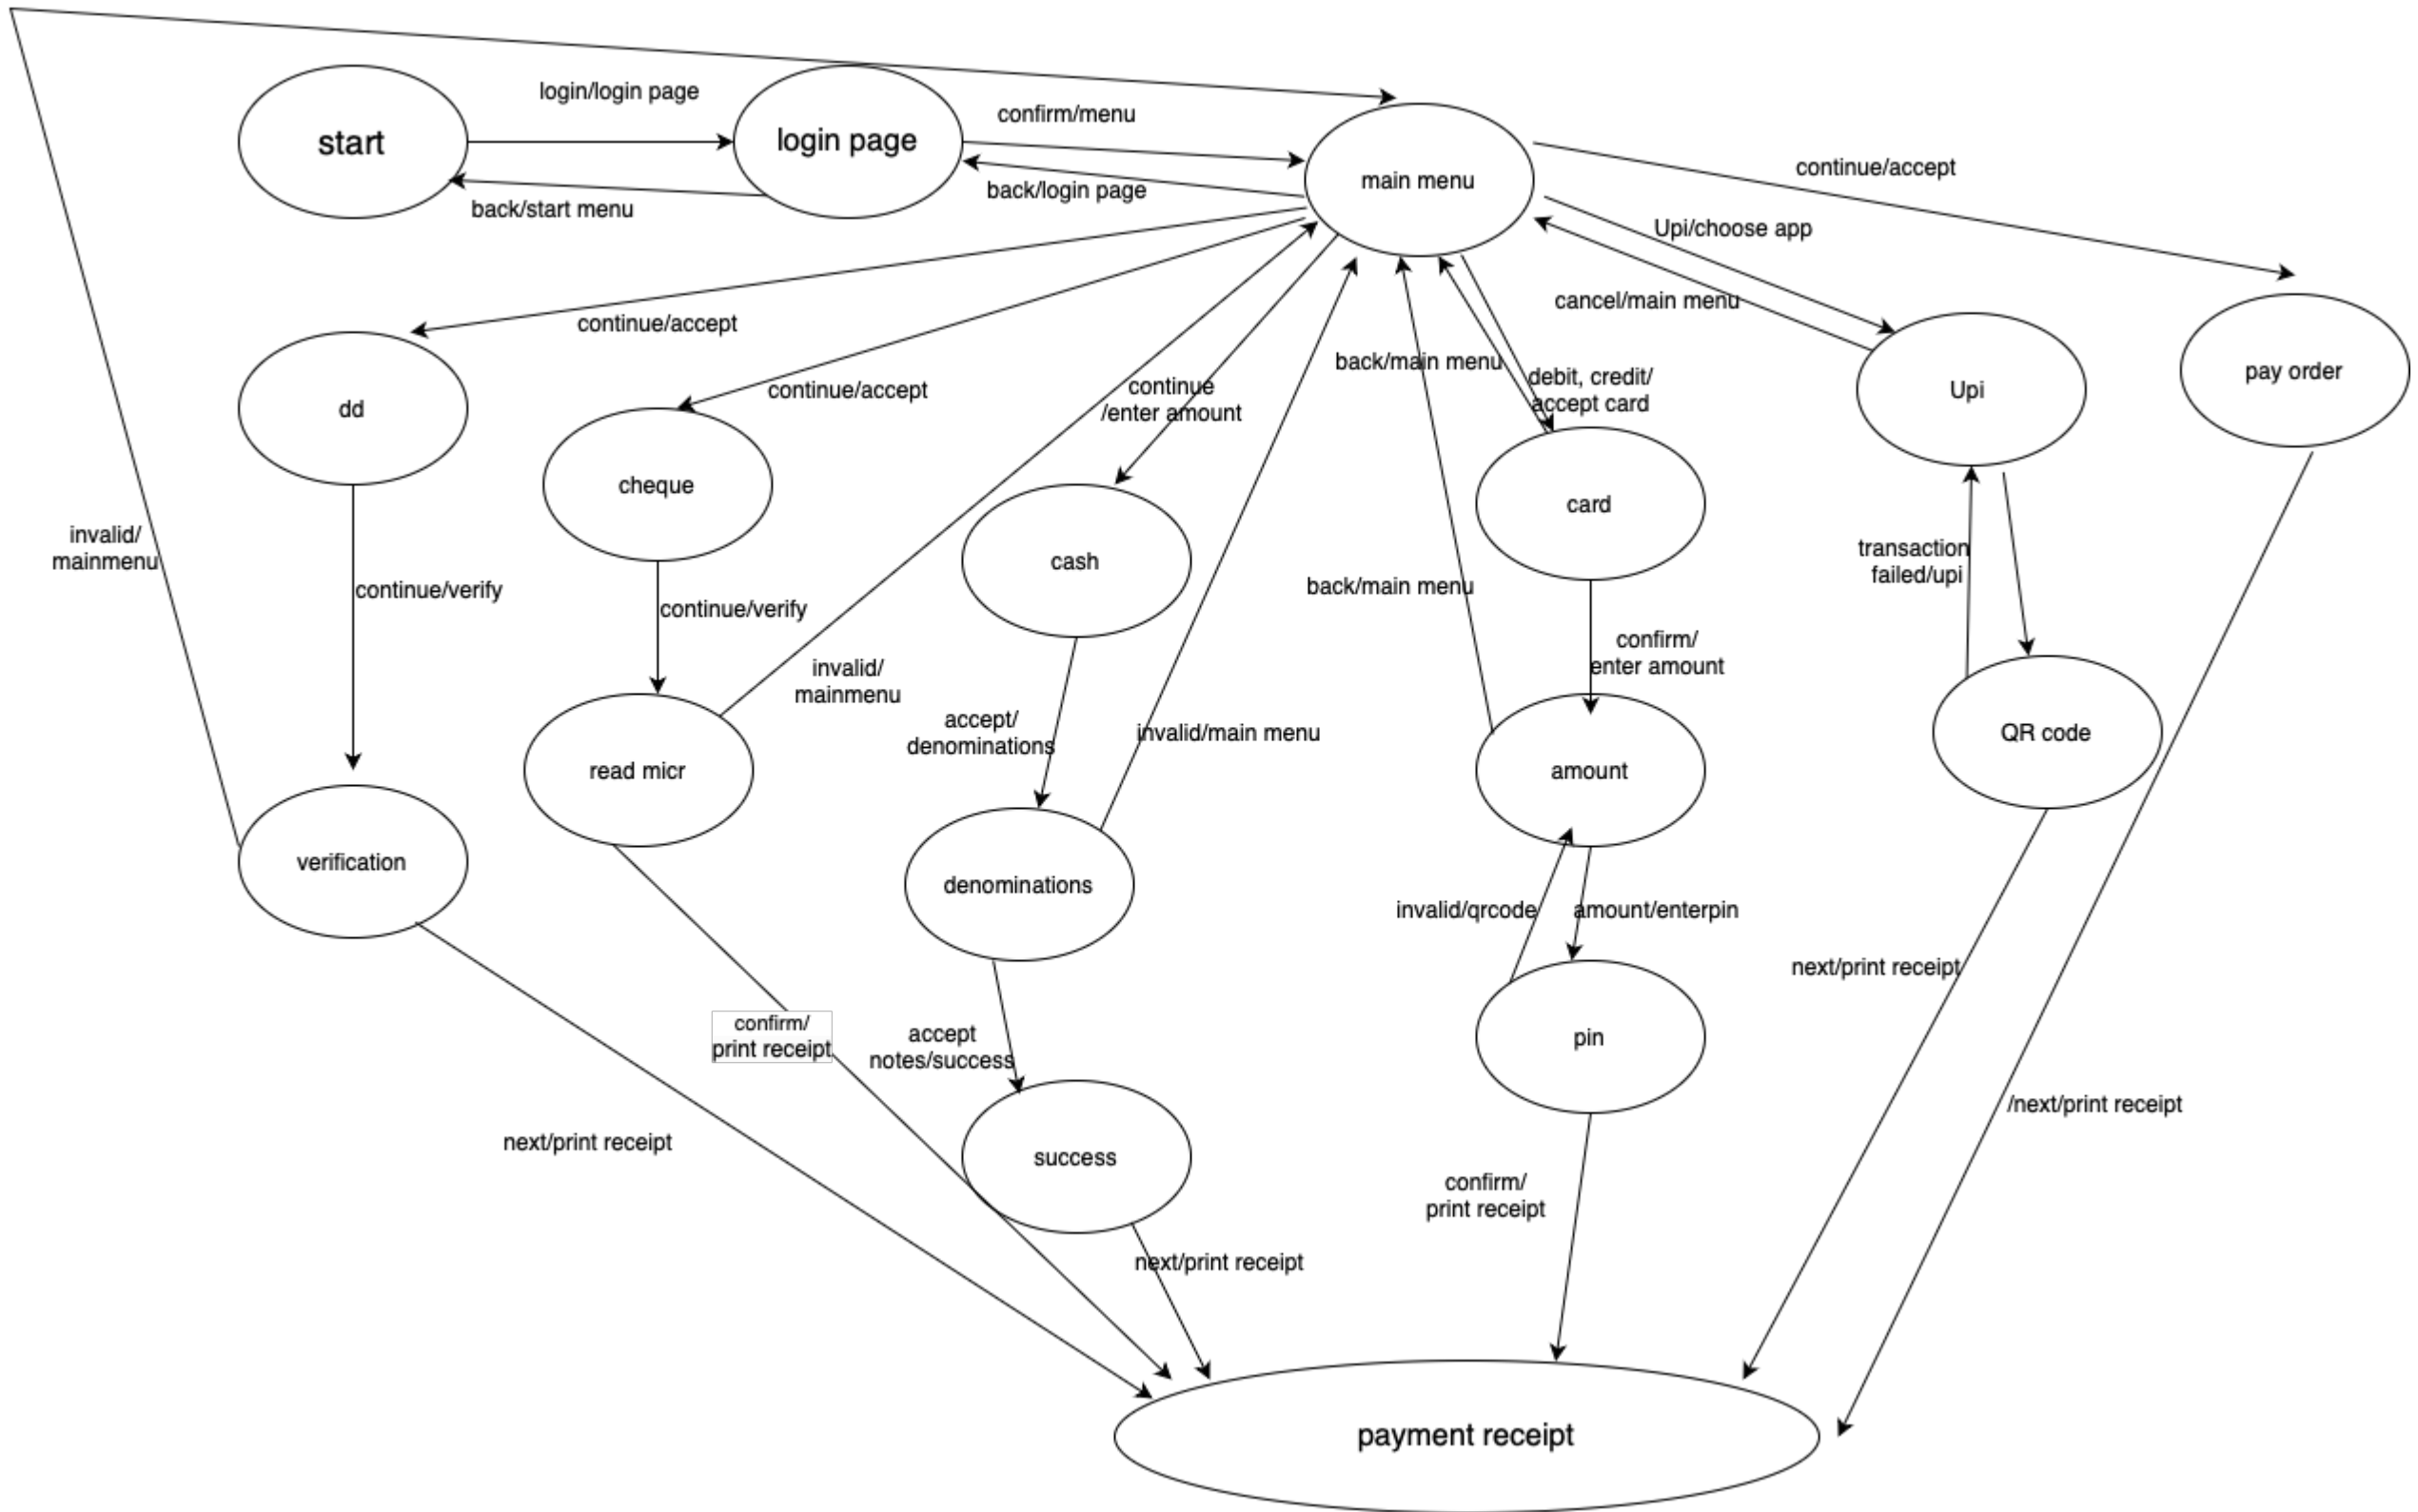 login/login page
confirm/menu
start
login page
main menu
continue/accept
back/login page
back/start menu
Upi/choose app
cancel/main menu
continue/accept
back/main menu
debit, credit/
accept card
pay order
Upi
continue/accept
continue
/enter amount
dd
cheque
card
invalid/
mainmenu
cash
transaction
failed/upi
continue/verify
back/main menu
continue/verify
confirm/
enter amount
invalid/
mainmenu
accept/
denominations
invalid/main menu
QR code
read micr
amount
verification
denominations
invalid/qrcode
amount/enterpin
next/print receipt
confirm/
print receipt
accept
notes/success
pin
/next/print receipt
next/print receipt
success
confirm/
print receipt
next/print receipt
payment receipt